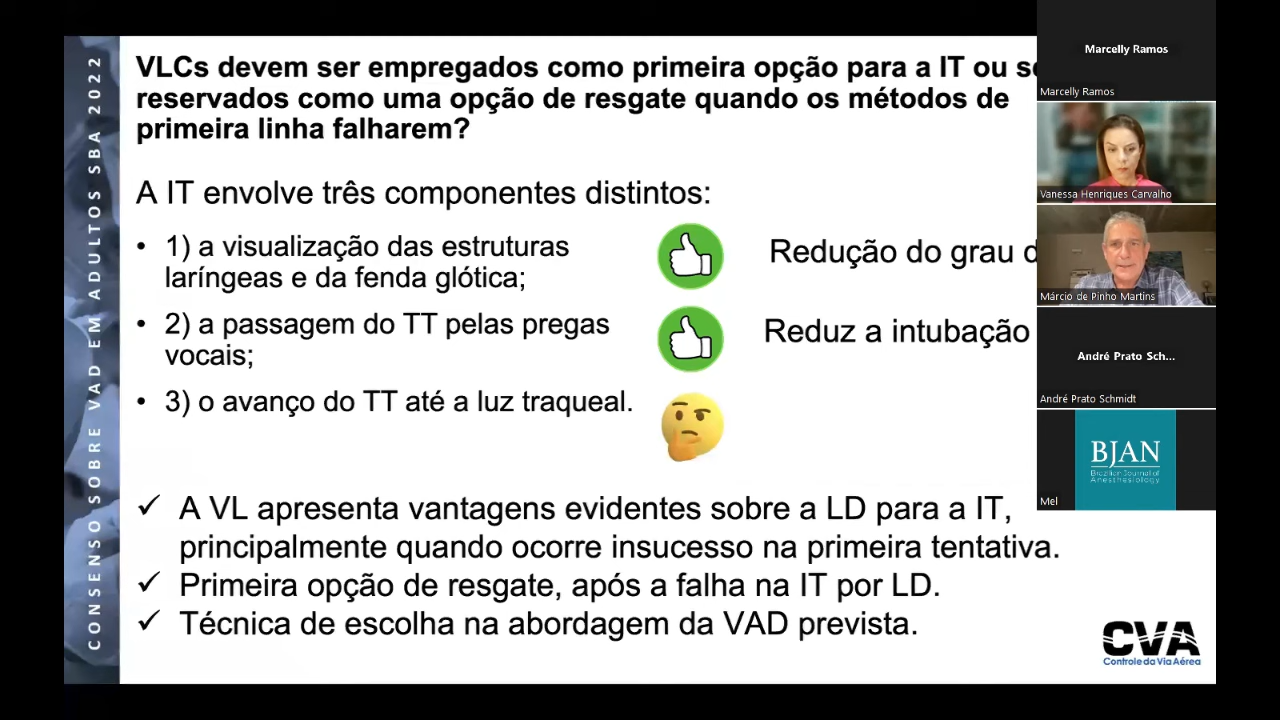 CONSENSO SOBRE VAD EM ADULTOS SBA 2022
VLCs devem ser empregados como primeira opção para a IT ou
reservados como uma opção de resgate quando os métodos de
primeira linha falharem?
A IT envolve três componentes distintos:
• 1) a visualização das estruturas
laríngeas e da fenda glótica;
Redução do grau
• 2) a passagem do TT pelas pregas
vocais;
Reduz a intubação
• 3) o avanço do TT até a luz traqueal.
✓ A VL apresenta vantagens evidentes sobre a LD para a IT,
principalmente quando ocorre insucesso na primeira tentativa.
✓ Primeira opção de resgate, após a falha na IT por LD.
✓ Técnica de escolha na abordagem da VAD prevista.
CVA
Controle da Via Aérea
Marcelly Ramos
Marcelly Ramos
Vanessa Henriques Carvalho
Márcio de Pinho Martins
André Prato Sch...
André Prato Schmidt
BJAN
Brazilian Journal of
Anesthesiology
Mel